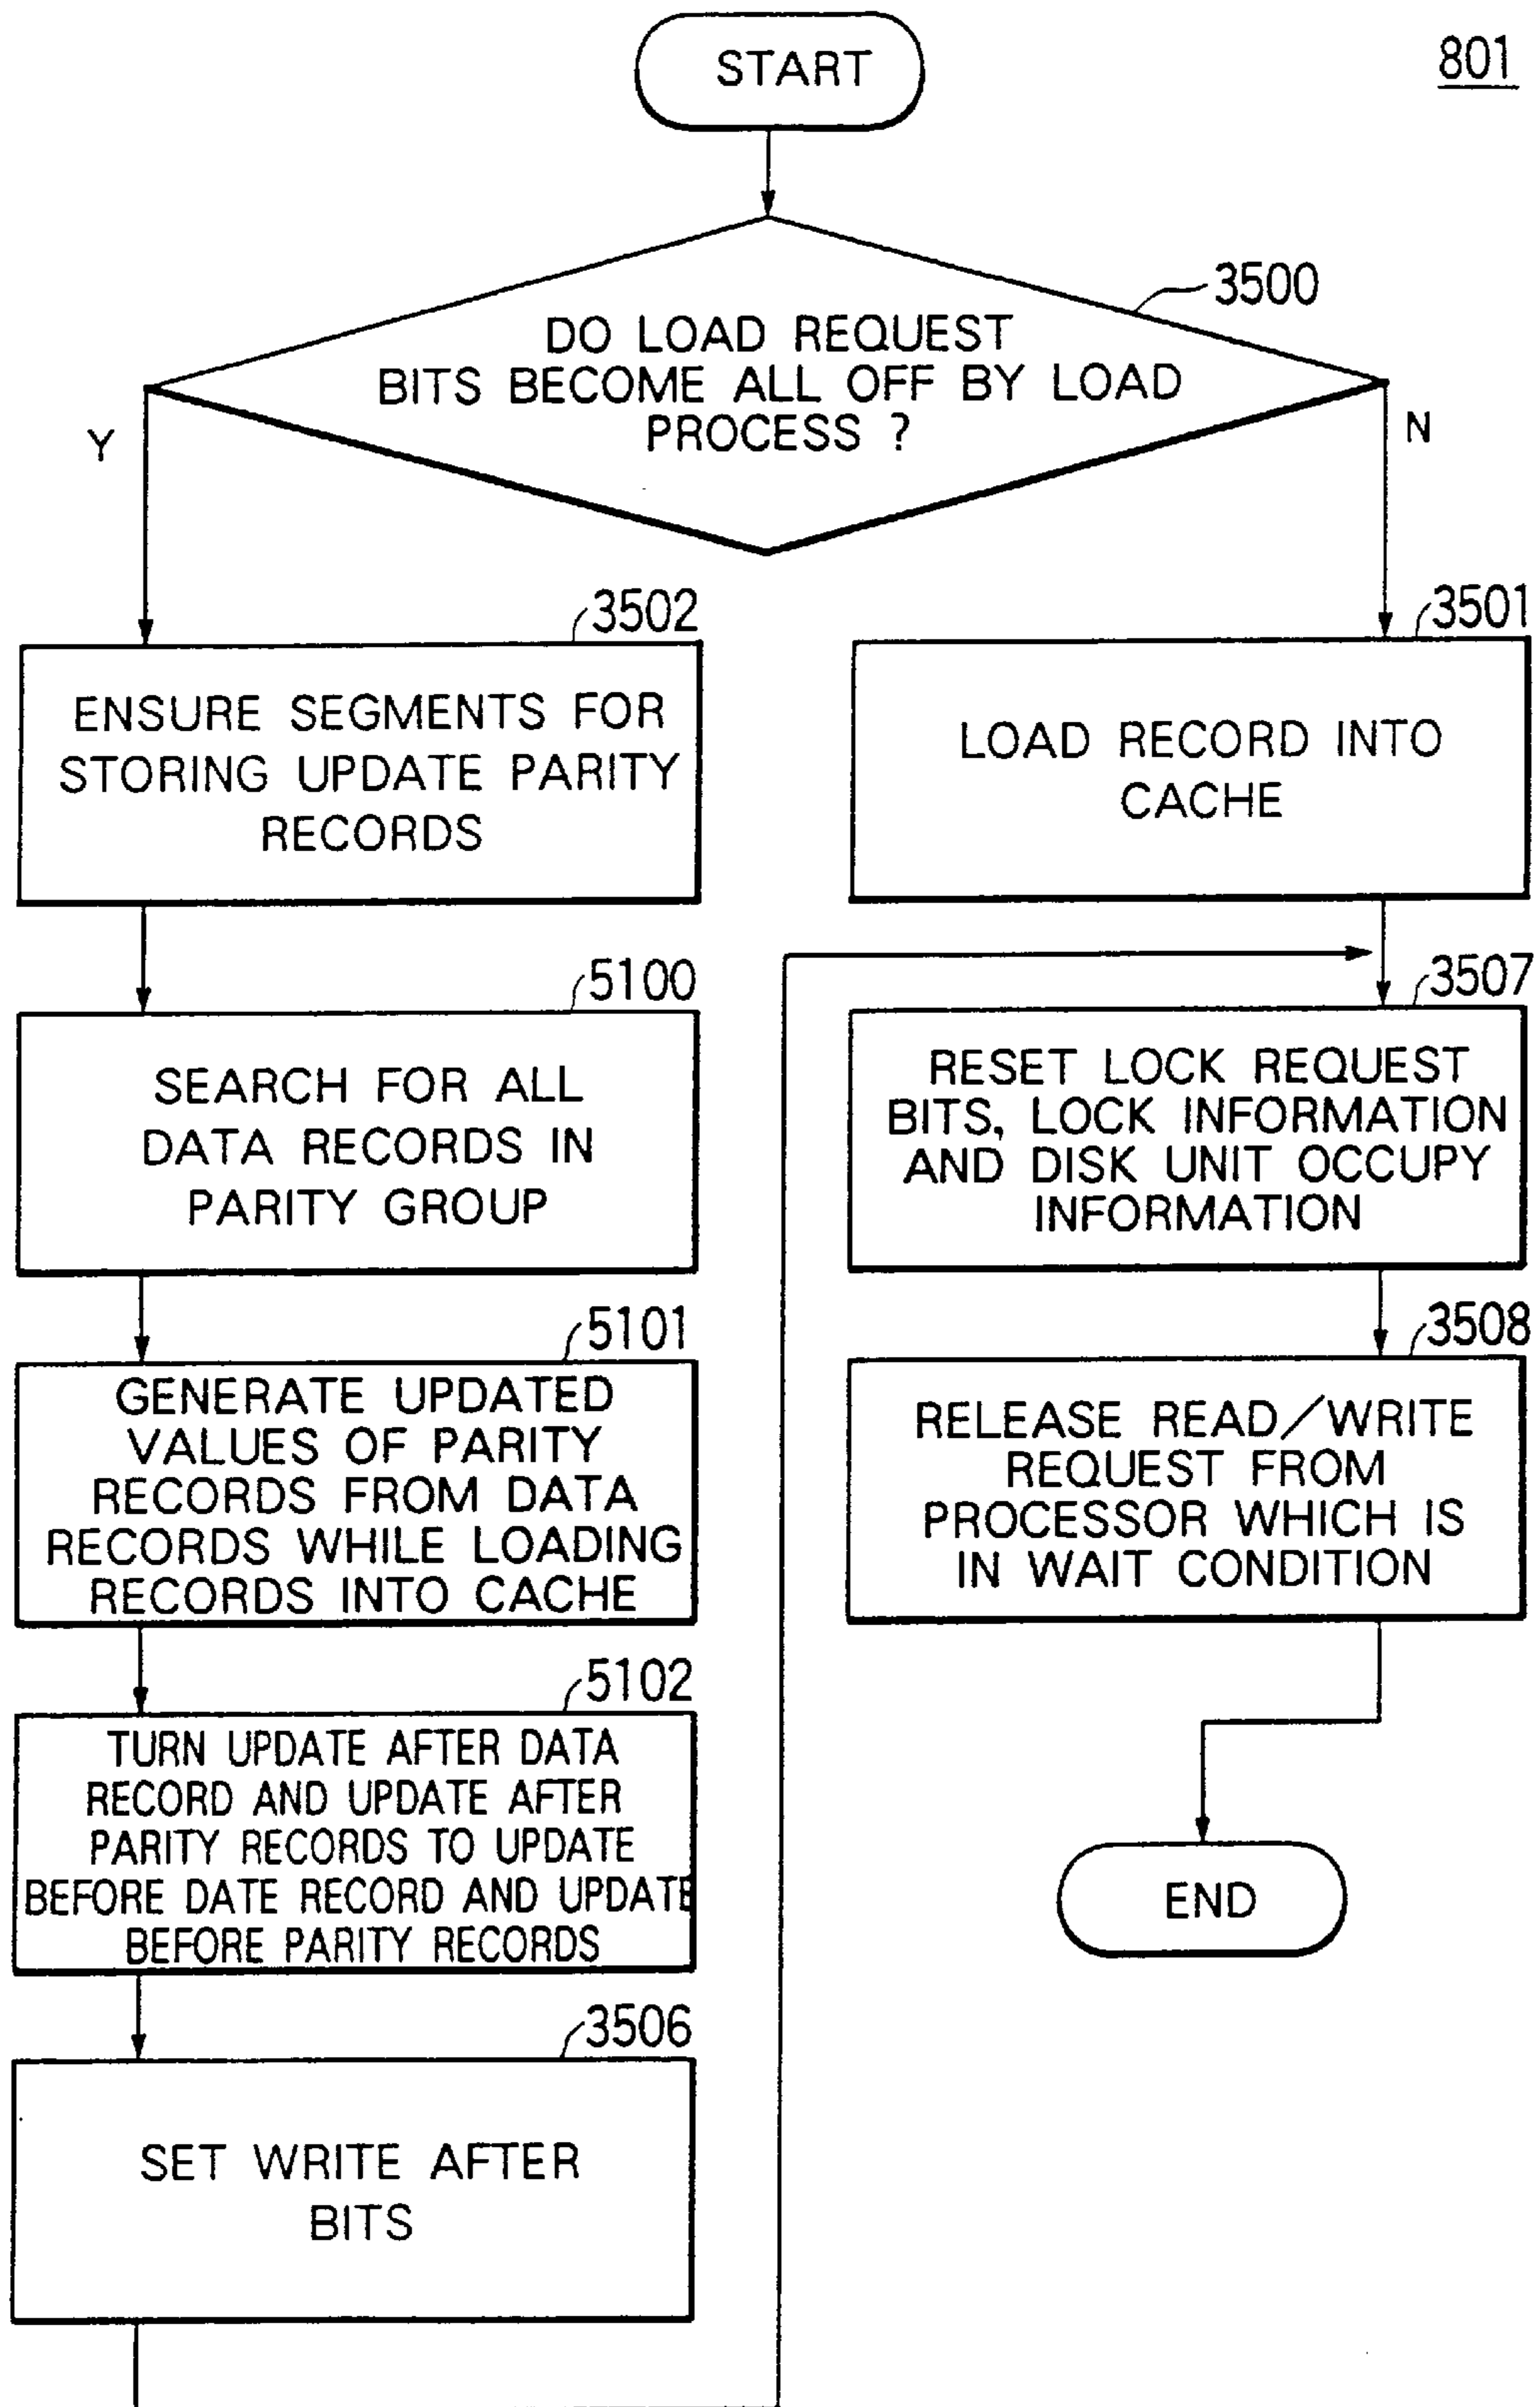 START
801
3500
DO LOAD REQUEST
BITS BECOME ALL OFF BY LOAD
PROCESS ?
Y
N
3502
ENSURE SEGMENTS FOR
STORING UPDATE PARITY
RECORDS
5100
SEARCH FOR ALL
DATA RECORDS IN
PARITY GROUP
5101
GENERATE UPDATED
VALUES OF PARITY
RECORDS FROM DATA
RECORDS WHILE LOADING
RECORDS INTO CACHE
5102
TURN UPDATE AFTER DATA
RECORD AND UPDATE AFTER
PARITY RECORDS TO UPDATE
BEFORE DATE RECORD AND UPDATE
BEFORE PARITY RECORDS
3506
SET WRITE AFTER
BITS
3501
LOAD RECORD INTO
CACHE
3507
RESET LOCK REQUEST
BITS, LOCK INFORMATION
AND DISK UNIT OCCUPY
INFORMATION
3508
RELEASE READ/WRITE
REQUEST FROM
PROCESSOR WHICH IS
IN WAIT CONDITION
END